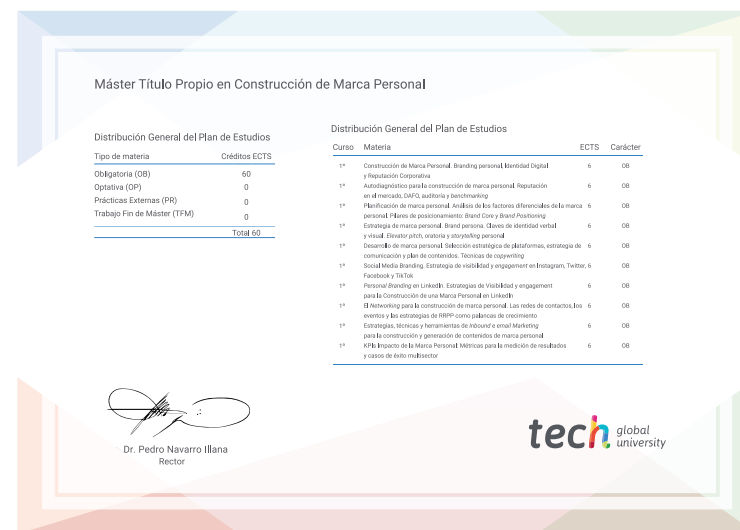 Máster Título Propio en Construcción de Marca Personal
Distribución General del Plan de Estudios
Tipo de materia Créditos ECTS
Obligatoria (OB) 60
Optativa (OP) 0
Prácticas Externas (PR) 0
Trabajo Fin de Máster (TFM) 0
Total 60
Distribución General del Plan de Estudios
Curso Materia ECTS Carácter
1º Construcción de Marca Personal. Branding personal, Identidad Digital 6 OB
y Reputación Corporativa
1º Autodiagnóstico para la construcción de marca personal. Reputación 6 OB
en el mercado, DAFO, auditoría y benchmarking
1º Planificación de marca personal. Análisis de los factores diferenciales de la marca 6 OB
personal. Pilares de posicionamiento: Brand Core y Brand Positioning
1º Estrategia de marca personal. Brand persona. Claves de identidad verbal 6 OB
y visual. Elevator pitch, oratoria y storytelling personal
1º Desarrollo de marca personal. Selección estratégica de plataformas, estrategia de 6 OB
comunicación y plan de contenidos. Técnicas de copywriting
1º Social Media Branding. Estrategia de visibilidad y engagement en Instagram, Twitter, 6 OB
Facebook y TikTok
1º Personal Branding en LinkedIn. Estrategias de Visibilidad y engagement 6 OB
para la Construcción de una Marca Personal en LinkedIn
1º El Networking para la construcción de marca personal. Las redes de contactos, los 6 OB
eventos y las estrategias de RRPP como palancas de crecimiento
1º Estrategias, técnicas y herramientas de Inbound e email Marketing 6 OB
para la construcción y generación de contenidos de marca personal
1º KPIs Impacto de la Marca Personal: Métricas para la medición de resultados 6 OB
y casos de éxito multisector
Dr. Pedro Navarro Illana
Rector
tech global
university